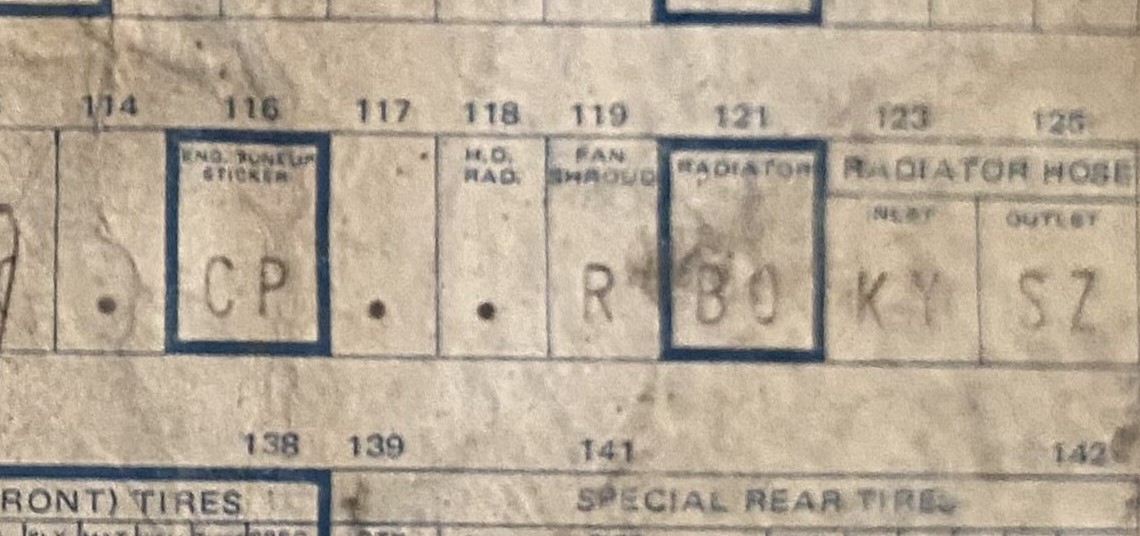 114 116 117 118 119 121 123 125
ENG. TUNEUP STICKER H.D. RAD. FAN SHROUD RADIATOR RADIATOR HOSE
INLET OUTLET
. CP . . R BO KY SZ
138 139 141 142
RONT) TIRES SPECIAL REAR TIRE